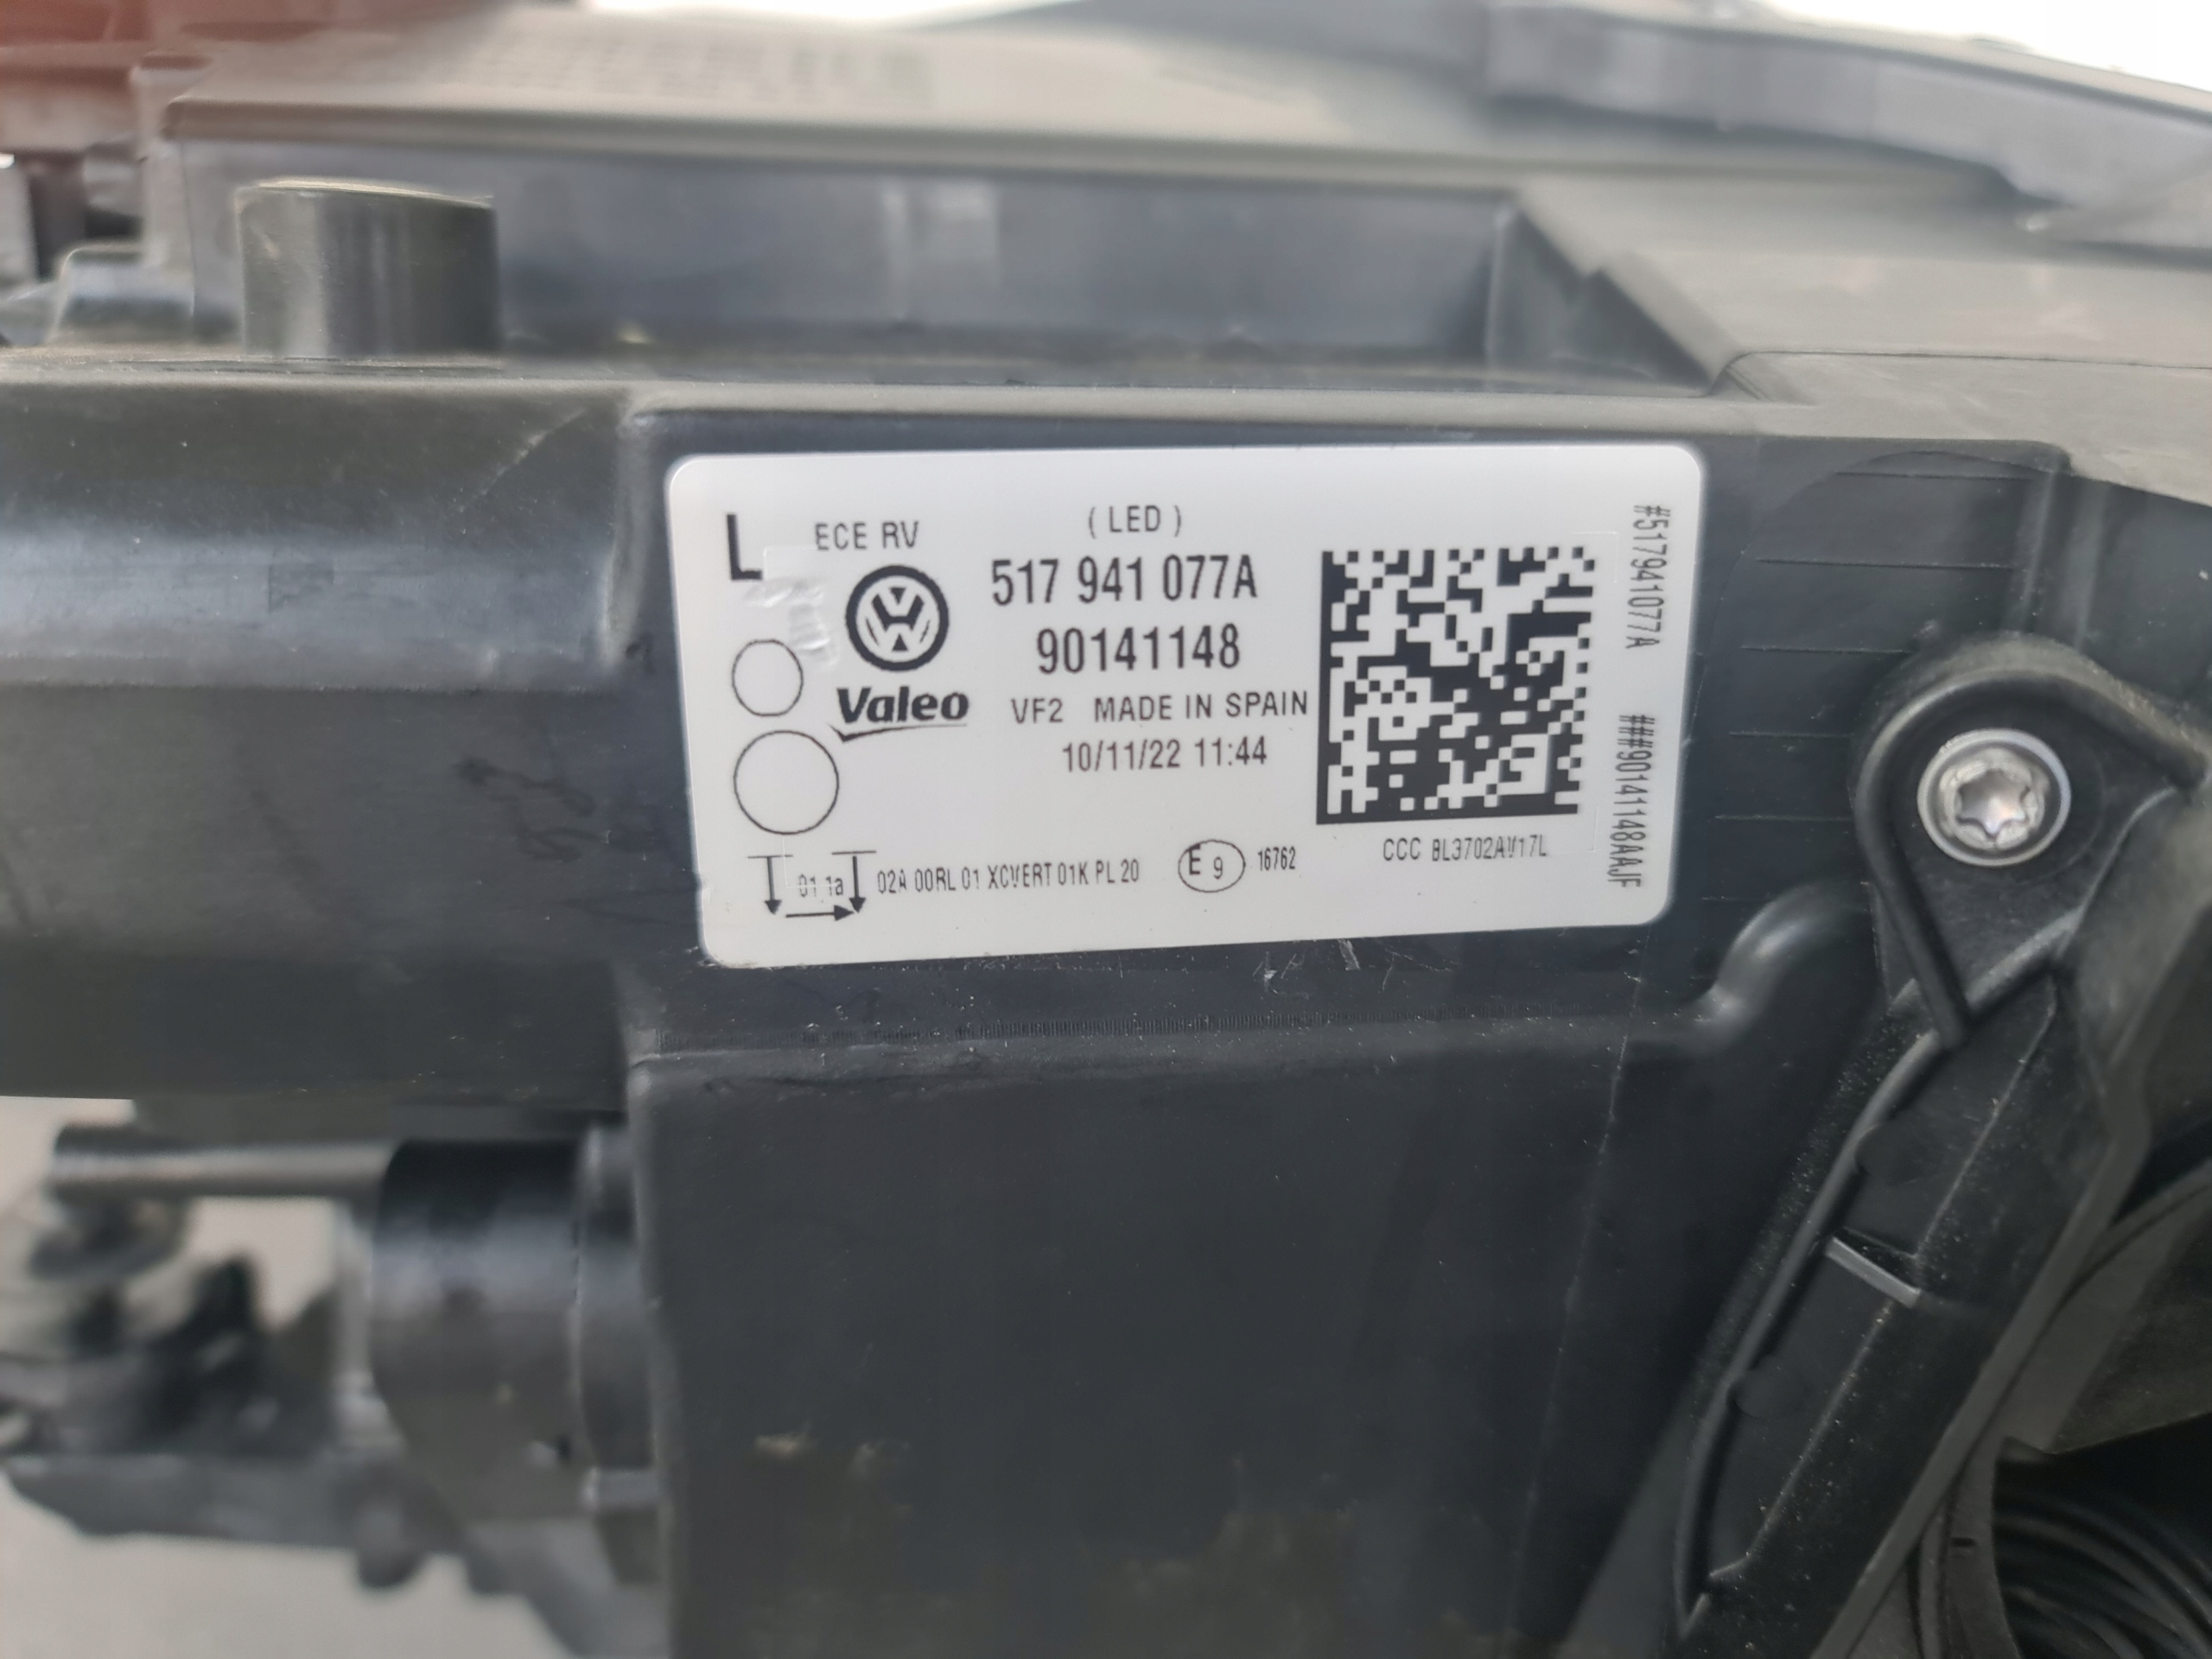 L
ECE RV
( LED )
517 941 077A
90141148
Valeo
VF2 MADE IN SPAIN
10/11/22 11:44
01 1a
02A 00RL 01 XCVERT 01K PL 20
E 9
16762
CCC 8L3702AV17L
#517941077A
###90141148AAJF